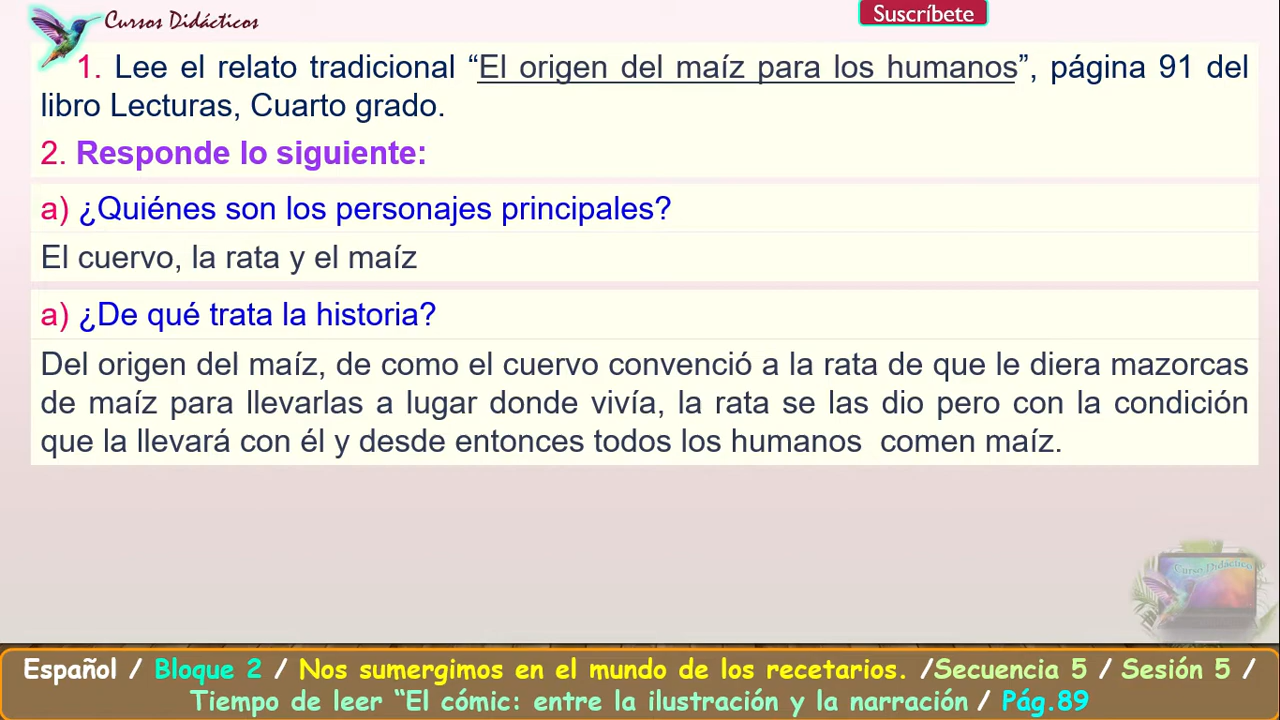 Cursos Didácticos
Suscríbete
1. Lee el relato tradicional “El origen del maíz para los humanos”, página 91 del
libro Lecturas, Cuarto grado.
2. Responde lo siguiente:
a) ¿Quiénes son los personajes principales?
El cuervo, la rata y el maíz
a) ¿De qué trata la historia?
Del origen del maíz, de como el cuervo convenció a la rata de que le diera mazorcas
de maíz para llevarlas a lugar donde vivía, la rata se las dio pero con la condición
que la llevará con él y desde entonces todos los humanos  comen maíz.
Curso Didáctico
Español / Bloque 2 / Nos sumergimos en el mundo de los recetarios. /Secuencia 5 / Sesión 5 /
Tiempo de leer “El cómic: entre la ilustración y la narración / Pág.89